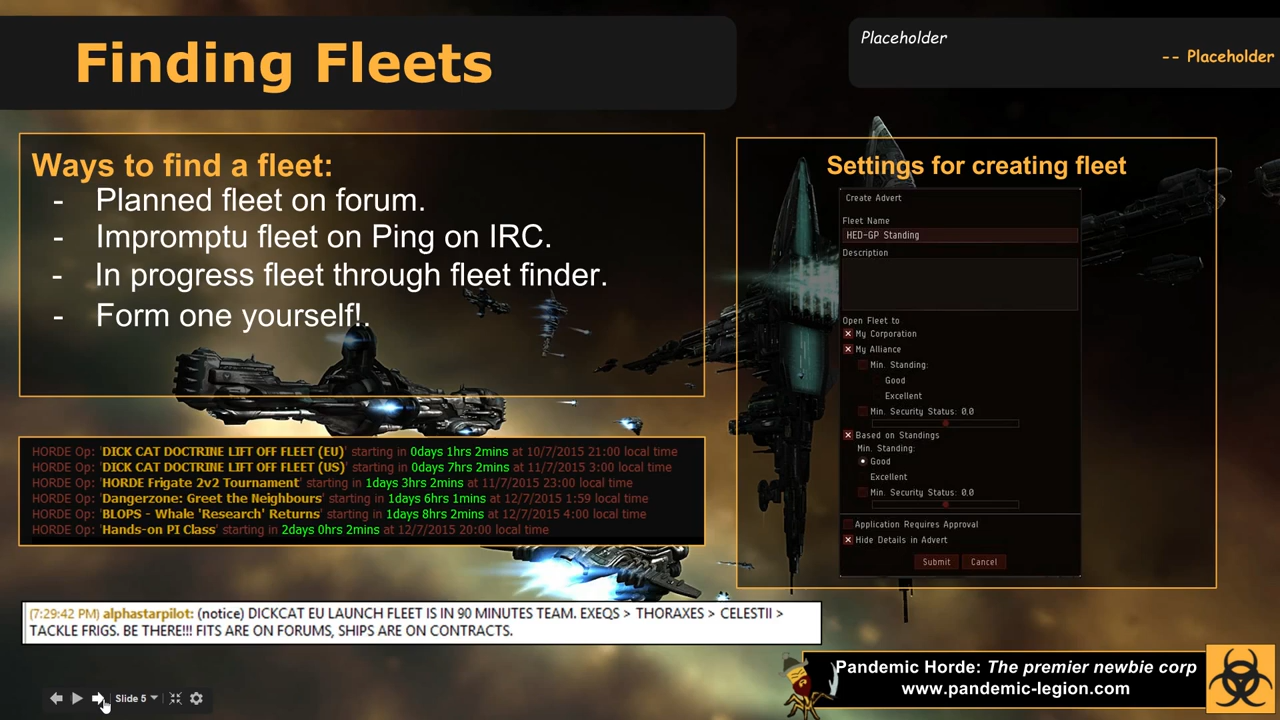 Finding Fleets
Placeholder
-- Placeholder
Ways to find a fleet:
- Planned fleet on forum.
- Impromptu fleet on Ping on IRC.
- In progress fleet through fleet finder.
- Form one yourself!.
HORDE Op: 'DICK CAT DOCTRINE LIFT OFF FLEET (EU)' starting in 0days 1hrs 2mins at 10/7/2015 21:00 local time
HORDE Op: 'DICK CAT DOCTRINE LIFT OFF FLEET (US)' starting in 0days 7hrs 2mins at 11/7/2015 3:00 local time
HORDE Op: 'HORDE Frigate 2v2 Tournament' starting in 1days 3hrs 2mins at 11/7/2015 23:00 local time
HORDE Op: 'Dangerzone: Greet the Neighbours' starting in 1days 6hrs 1mins at 12/7/2015 1:59 local time
HORDE Op: 'BLOPS - Whale 'Research' Returns' starting in 1days 8hrs 2mins at 12/7/2015 4:00 local time
HORDE Op: 'Hands-on PI Class' starting in 2days 0hrs 2mins at 12/7/2015 20:00 local time
(7:29:42 PM) alphastarpilot: (notice) DICKCAT EU LAUNCH FLEET IS IN 90 MINUTES TEAM. EXEQS > THORAXES > CELESTII >
TACKLE FRIGS. BE THERE!!! FITS ARE ON FORUMS, SHIPS ARE ON CONTRACTS.
Settings for creating fleet
Create Advert
Fleet Name
HED-GP Standing
Description
Open Fleet to
My Corporation
My Alliance
Min. Standing:
Good
Excellent
Min. Security Status: 0.0
Based on Standings
Min. Standing:
Good
Excellent
Min. Security Status: 0.0
Application Requires Approval
Hide Details in Advert
Submit Cancel
Pandemic Horde: The premier newbie corp
www.pandemic-legion.com
Slide 5